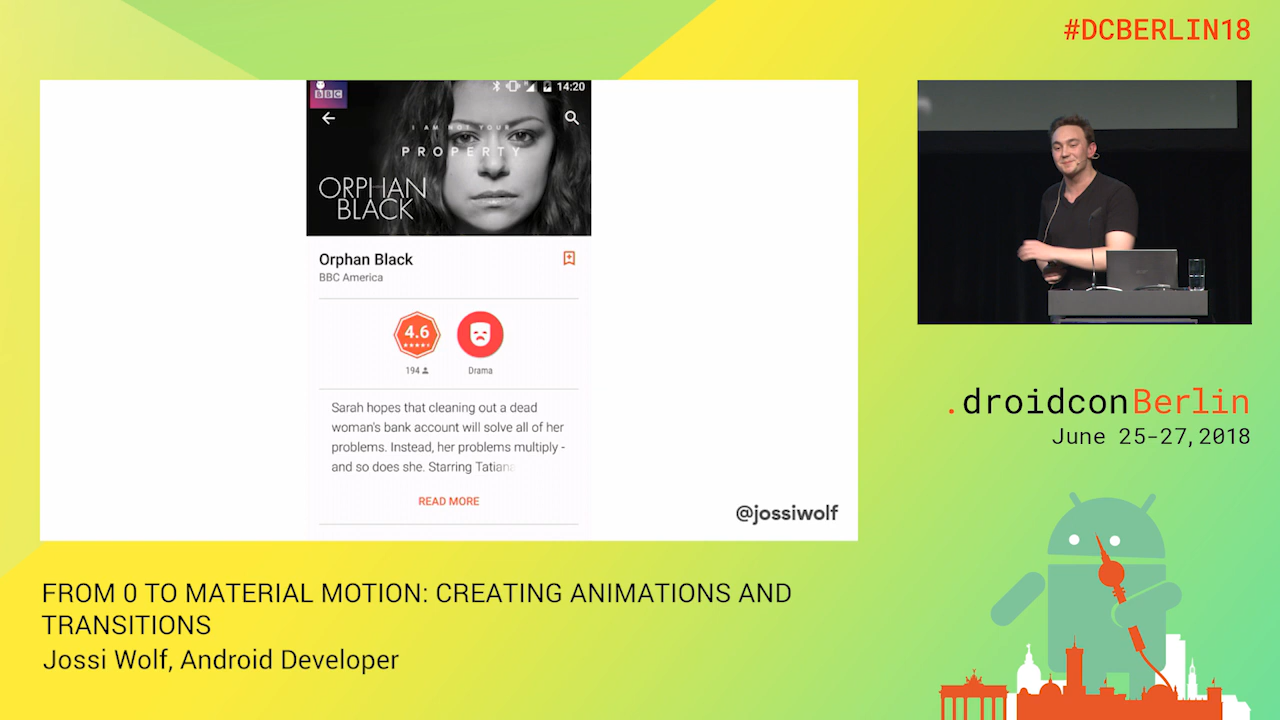 #DCBERLIN18
BBC
14:20
I AM NOT YOUR
PROPERTY
ORPHAN
BLACK
Orphan Black
BBC America
4.6
194
Drama
Sarah hopes that cleaning out a dead
woman's bank account will solve all of her
problems. Instead, her problems multiply -
and so does she. Starring Tatiana
READ MORE
@jossiwolf
.droidconBerlin
June 25-27, 2018
FROM 0 TO MATERIAL MOTION: CREATING ANIMATIONS AND
TRANSITIONS
Jossi Wolf, Android Developer